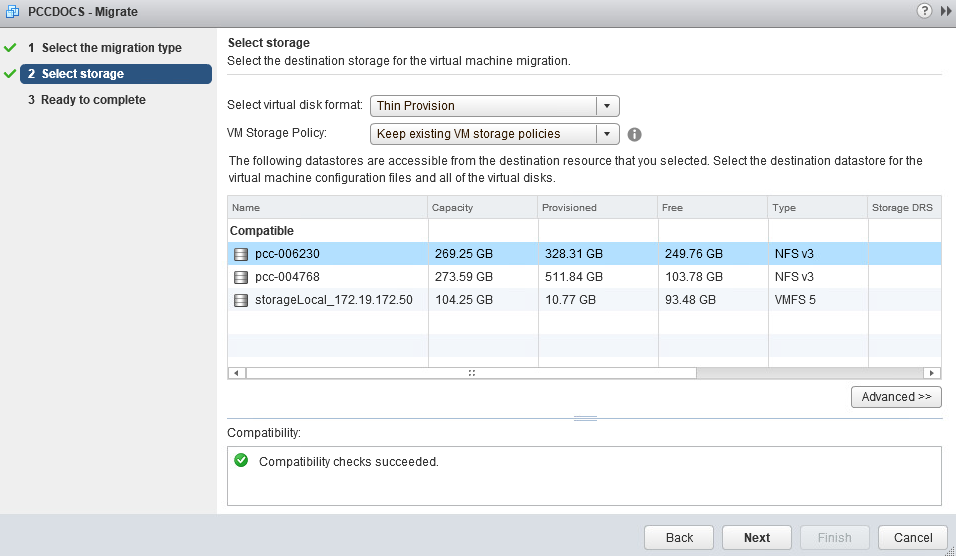 PCCDOCS - Migrate
1 Select the migration type
2 Select storage
3 Ready to complete
Select storage
Select the destination storage for the virtual machine migration.
Select virtual disk format: Thin Provision
VM Storage Policy: Keep existing VM storage policies
The following datastores are accessible from the destination resource that you selected. Select the destination datastore for the
virtual machine configuration files and all of the virtual disks.
Name Capacity Provisioned Free Type Storage DRS
Compatible
pcc-006230 269.25 GB 328.31 GB 249.76 GB NFS v3
pcc-004768 273.59 GB 511.84 GB 103.78 GB NFS v3
storageLocal_172.19.172.50 104.25 GB 10.77 GB 93.48 GB VMFS 5
Advanced >>
Compatibility:
Compatibility checks succeeded.
Back Next Finish Cancel